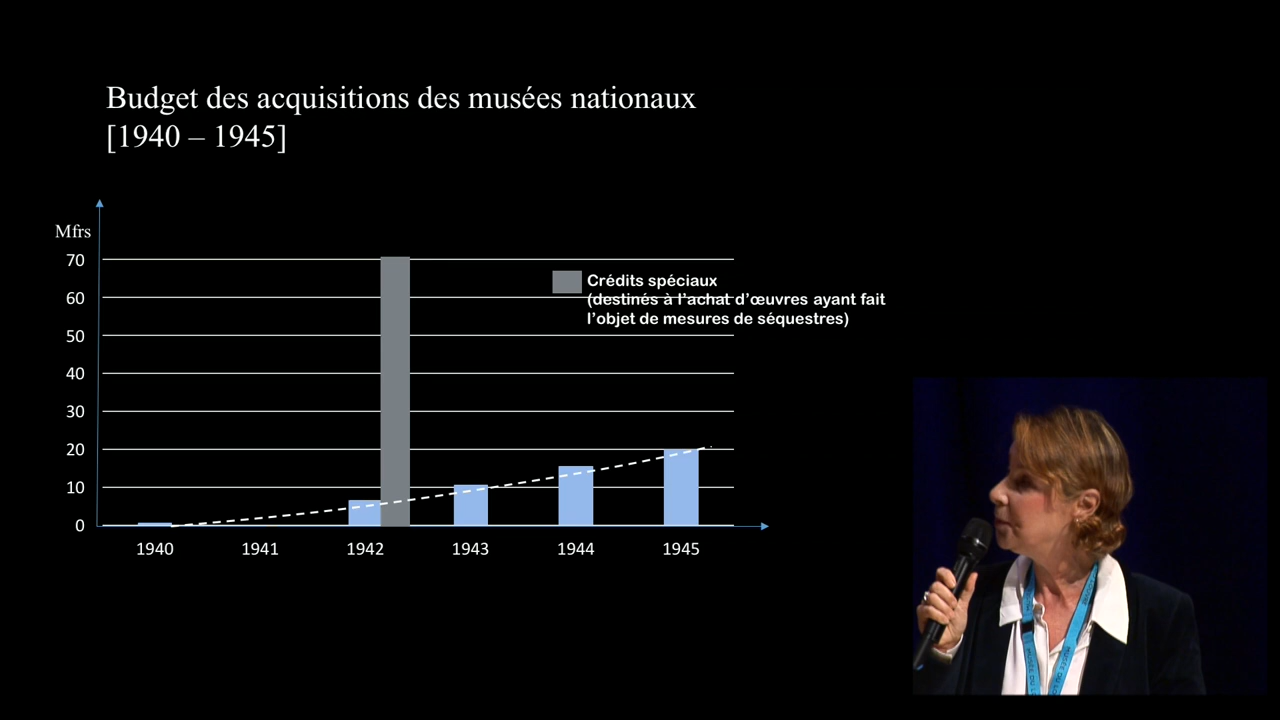 Budget des acquisitions des musées nationaux
[1940 – 1945]
Mfrs
70
60
50
40
30
20
10
0
Crédits spéciaux
(destinés à l'achat d'œuvres ayant fait
l'objet de mesures de séquestres)
1940 1941 1942 1943 1944 1945